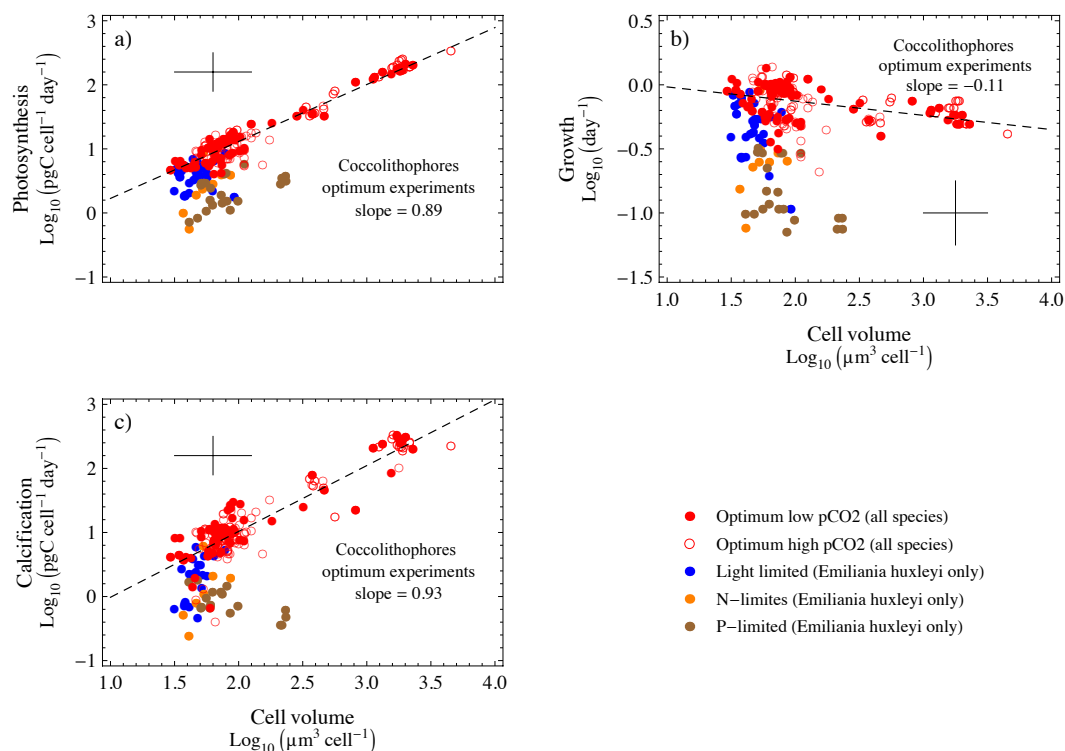 a)
3
2
1
0
−1
Photosynthesis
Log10 (pgC cell−1 day−1)
Coccolithophores
optimum experiments
slope = 0.89
b)
0.0
−0.5
−1.0
−1.5
Growth
Log10 (day−1)
Coccolithophores
optimum experiments
slope = −0.11
1.0 1.5 2.0 2.5 3.0 3.5 4.0
Cell volume
Log10 (μm3 cell−1)
c)
3
2
1
0
−1
Calcification
Log10 (pgC cell−1 day−1)
Coccolithophores
optimum experiments
slope = 0.93
1.0 1.5 2.0 2.5 3.0 3.5 4.0
Cell volume
Log10 (μm3 cell−1)
Optimum low pCO2 (all species)
Optimum high pCO2 (all species)
Light limited (Emiliania huxleyi only)
N−limites (Emiliania huxleyi only)
P−limited (Emiliania huxleyi only)